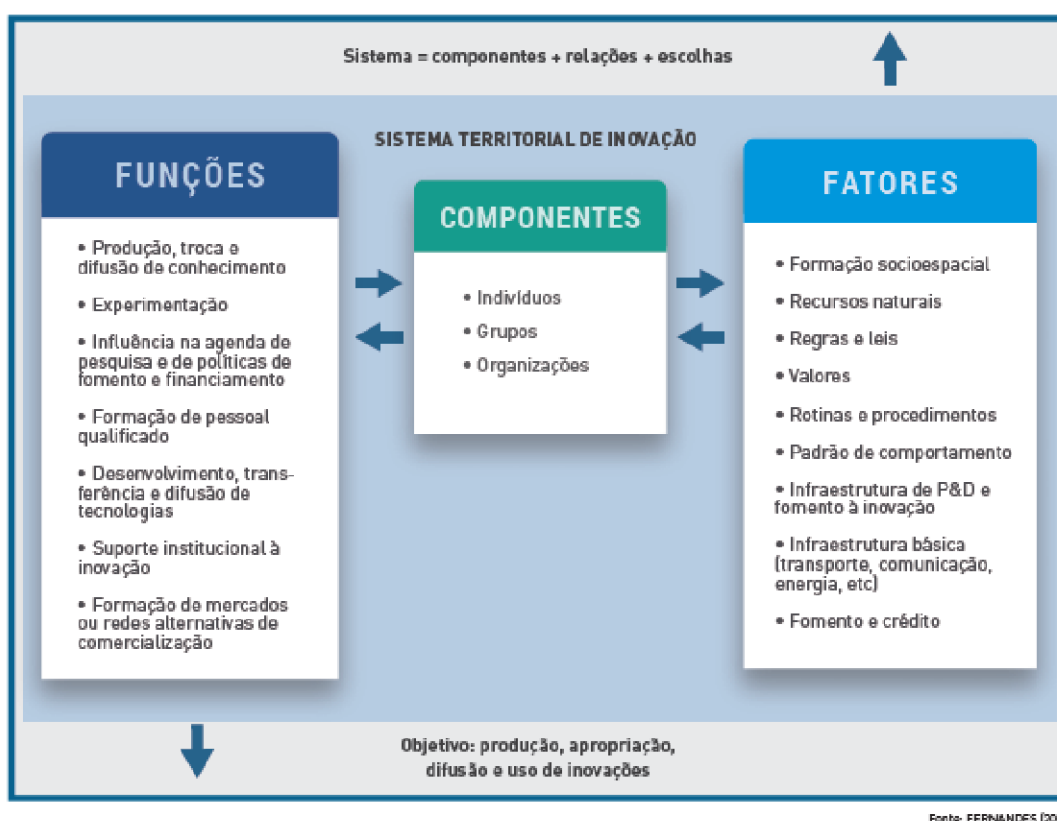 Sistema = componentes + relações + escolhas
SISTEMA TERRITORIAL DE INOVAÇÃO
FUNÇÕES
• Produção, troca e
difusão de conhecimento
• Experimentação
• Influência na agenda de
pesquisa e de políticas de
fomento e financiamento
• Formação de pessoal
qualificado
• Desenvolvimento, trans-
ferência e difusão de
tecnologias
• Suporte institucional à
inovação
• Formação de mercados
ou redes alternativas de
comercialização
COMPONENTES
• Indivíduos
• Grupos
• Organizações
FATORES
• Formação socioespacial
• Recursos naturais
• Regras e leis
• Valores
• Rotinas e procedimentos
• Padrão de comportamento
• Infraestrutura de P&D e
fomento à inovação
• Infraestrutura básica
(transporte, comunicação,
energia, etc)
• Fomento e crédito
Objetivo: produção, apropriação,
difusão e uso de inovações
Fonte: FERNANDES (20